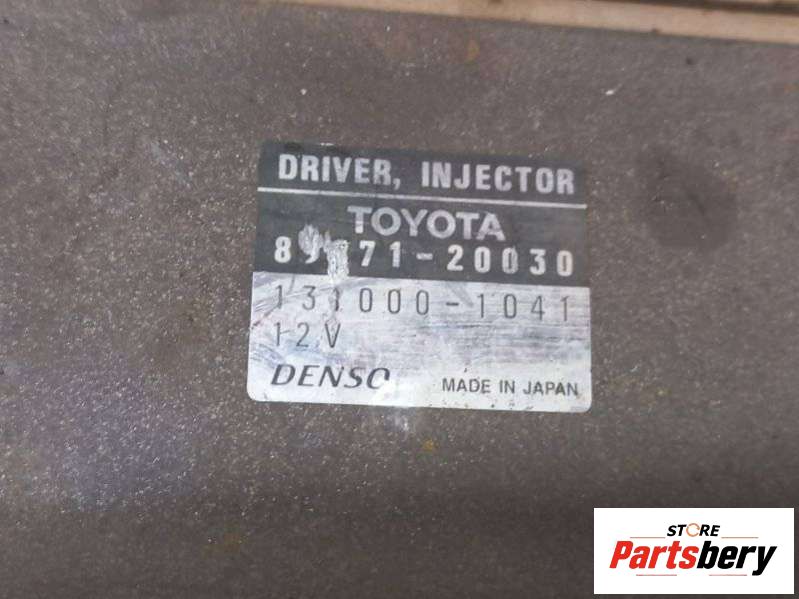 DRIVER, INJECTOR
TOYOTA
131000-1041
12V
DENSO
MADE IN JAPAN
STORE
Partsbery